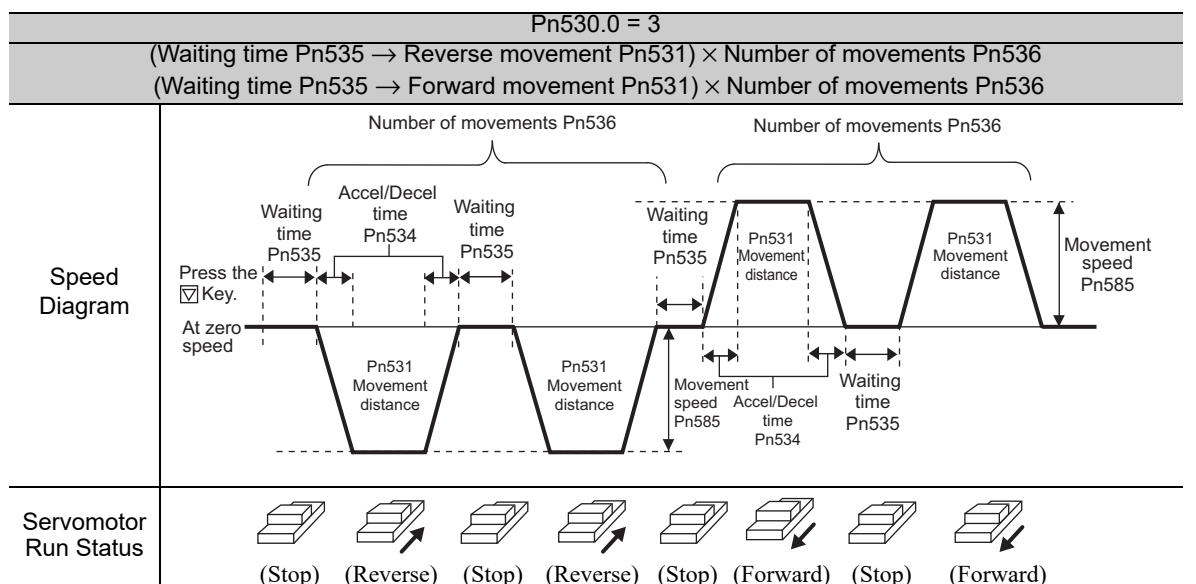 Pn530.0 = 3
(Waiting time Pn535 → Reverse movement Pn531) × Number of movements Pn536
(Waiting time Pn535 → Forward movement Pn531) × Number of movements Pn536
Speed
Diagram
Number of movements Pn536
Number of movements Pn536
Waiting
time
Pn535
Accel/Decel
time
Pn534
Waiting
time
Pn535
Waiting
time
Pn535
Pn531
Movement
distance
Pn531
Movement
distance
Movement
speed
Pn585
Press the
▽ Key.
At zero
speed
Pn531
Movement
distance
Pn531
Movement
distance
Movement
speed
Pn585
Accel/Decel
time
Pn534
Waiting
time
Pn535
Servomotor
Run Status
(Stop) (Reverse) (Stop) (Reverse) (Stop) (Forward) (Stop) (Forward)